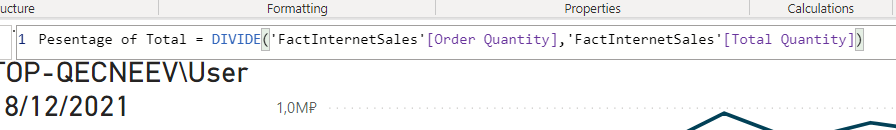 ucture Formatting Properties Calculations
1 Pesentage of Total = DIVIDE('FactInternetSales'[Order Quantity],'FactInternetSales'[Total Quantity])
TOP-QECNEEV\User
8/12/2021
1,0M₽